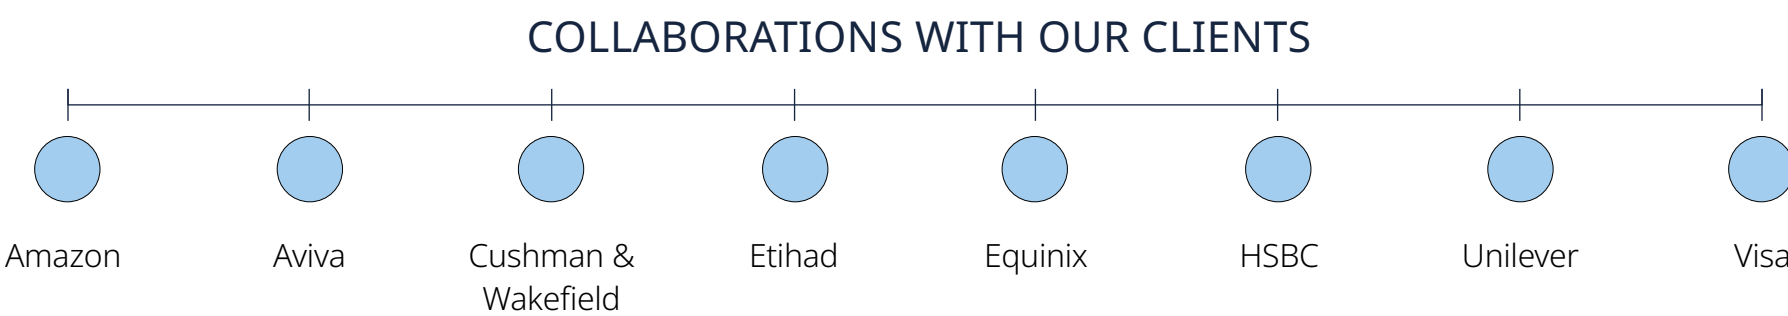 COLLABORATIONS WITH OUR CLIENTS
Amazon
Aviva
Cushman &
Wakefield
Etihad
Equinix
HSBC
Unilever
Visa